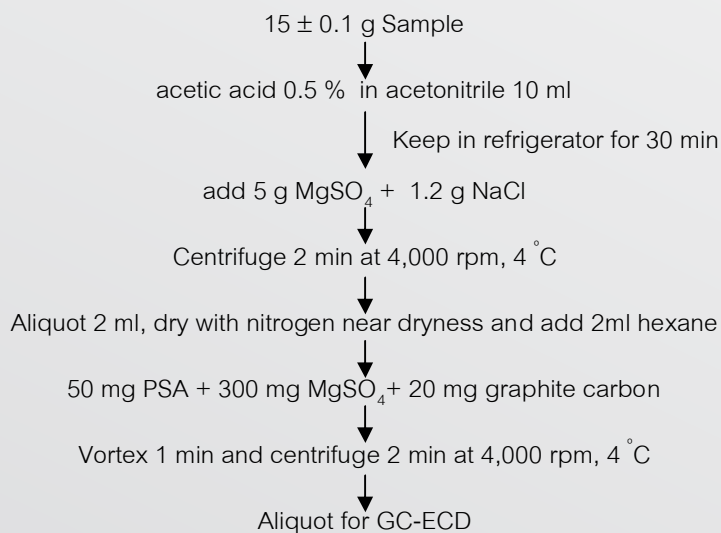 15 ± 0.1 g Sample
acetic acid 0.5 % in acetonitrile 10 ml
Keep in refrigerator for 30 min
add 5 g MgSO₄ + 1.2 g NaCl
Centrifuge 2 min at 4,000 rpm, 4 °C
Aliquot 2 ml, dry with nitrogen near dryness and add 2ml hexane
50 mg PSA + 300 mg MgSO₄+ 20 mg graphite carbon
Vortex 1 min and centrifuge 2 min at 4,000 rpm, 4 °C
Aliquot for GC-ECD